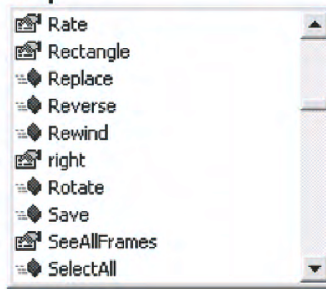 Rate
Rectangle
Replace
Reverse
Rewind
right
Rotate
Save
SeeAllFrames
SelectAll